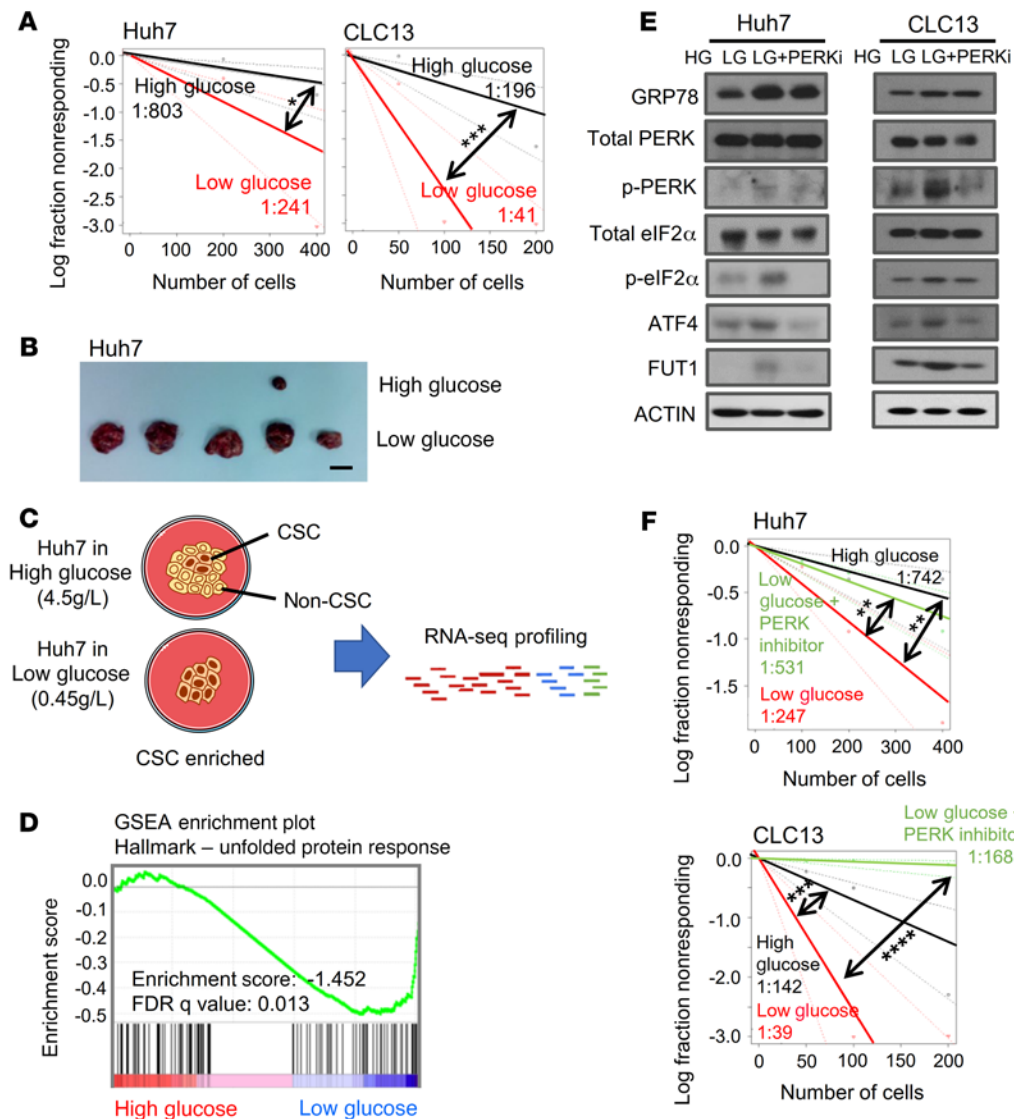 A
Huh7
CLC13
Log fraction nonresponding
0.0
-0.5
-1.0
-1.5
-2.0
-2.5
-3.0
High glucose
1:803
*
Low glucose
1:241
0 100 200 300 400
Number of cells
High glucose
1:196
***
Low glucose
1:41
0 50 100 150 200
Number of cells
B
Huh7
High glucose
Low glucose
C
Huh7 in
High glucose
(4.5g/L)
CSC
Non-CSC
Huh7 in
Low glucose
(0.45g/L)
CSC enriched
RNA-seq profiling
D
GSEA enrichment plot
Hallmark – unfolded protein response
Enrichment score
0.0
-0.1
-0.2
-0.3
-0.4
-0.5
Enrichment score: -1.452
FDR q value: 0.013
High glucose
Low glucose
E
Huh7
CLC13
HG LG LG+PERKi
HG LG LG+PERKi
GRP78
Total PERK
p-PERK
Total eIF2α
p-eIF2α
ATF4
FUT1
ACTIN
F
Huh7
Log fraction nonresponding
0.0
-0.5
-1.0
-1.5
High glucose
1:742
Low
glucose +
PERK
inhibitor
1:531
**
**
Low glucose
1:247
0 100 200 300 400
Number of cells
CLC13
Low glucose
PERK inhibito
1:168
Log fraction nonresponding
0.0
-1.0
-2.0
-3.0
***
****
High
glucose
1:142
Low glucose
1:39
0 50 100 150 200
Number of cells